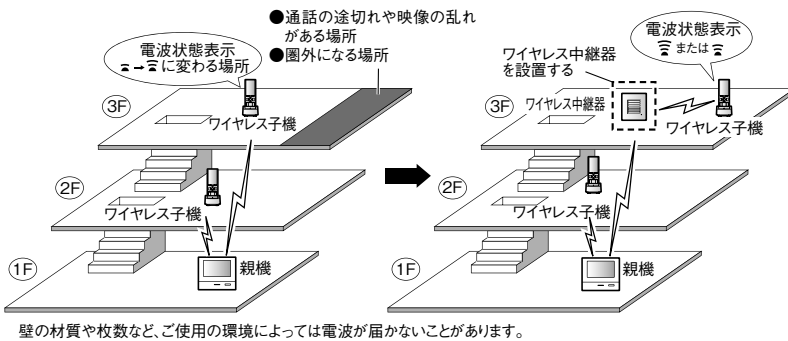 ●通話の途切れや映像の乱れ
がある場所
●圏外になる場所
電波状態表示
→ に変わる場所
3F
ワイヤレス子機
2F
ワイヤレス子機
1F
親機
電波状態表示
または
ワイヤレス中継器
を設置する
3F
ワイヤレス中継器
ワイヤレス子機
2F
ワイヤレス子機
1F
親機
壁の材質や枚数など、ご使用の環境によっては電波が届かないことがあります。